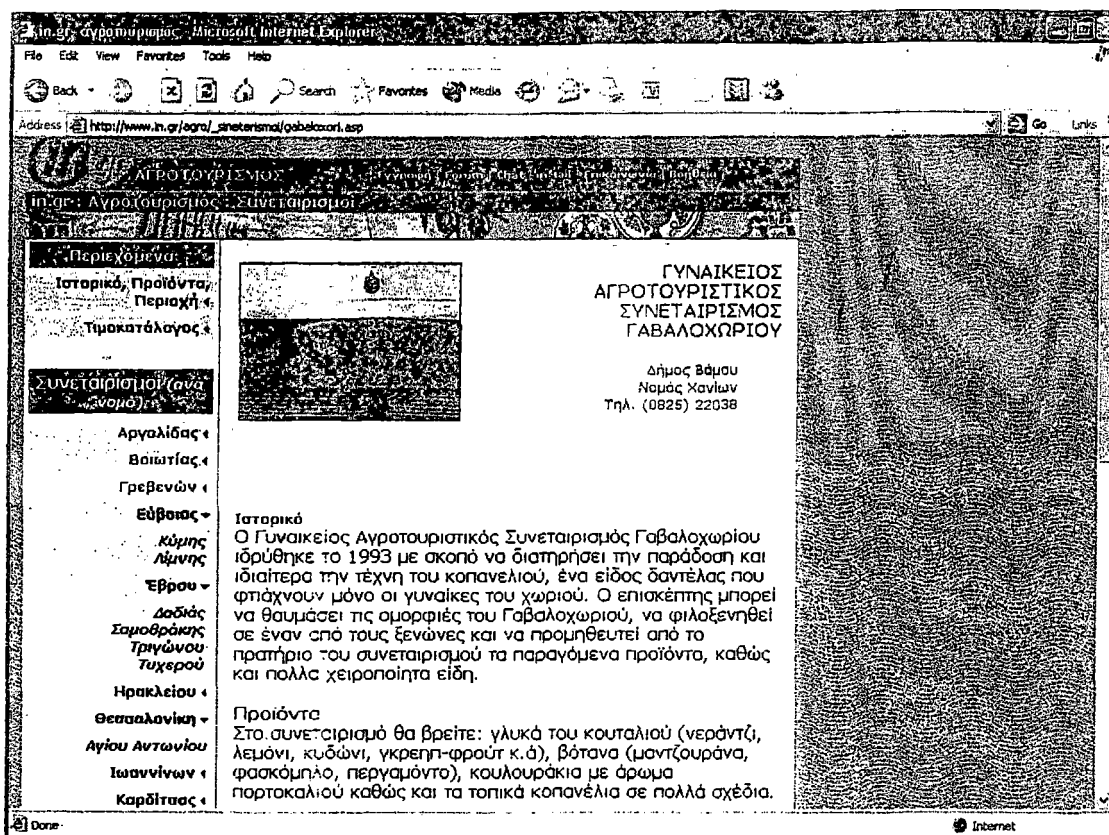 in.gr αγροτουρισμός - Microsoft Internet Explorer
File Edit View Favorites Tools Help
Back Search Favorites Media
Address http://www.in.gr/agro/_sineterismoi/gabaloxori.asp Go Links
in
ΑΓΡΟΤΟΥΡΙΣΜΟΣ
in.gr : Αγροτουρισμός : Συνεταιρισμοί
Περιεχόμενα:
Ιστορικό, Προϊόντα,
Περιοχή
Τιμοκατάλογος
Συνεταιρισμοί (ανά
νομό)
Αργολίδας
Βοιωτίας
Γρεβενών
Εύβοιας
Κύμης
Λίμνης
Έβρου
Δαδιάς
Σαμοθράκης
Τριγώνου
Τυχερού
Ηρακλείου
Θεσσαλονίκη
Αγίου Αντωνίου
Ιωαννίνων
Καρδίτσας
ΓΥΝΑΙΚΕΙΟΣ
ΑΓΡΟΤΟΥΡΙΣΤΙΚΟΣ
ΣΥΝΕΤΑΙΡΙΣΜΟΣ
ΓΑΒΑΛΟΧΩΡΙΟΥ
Δήμος Βάμου
Νομός Χανίων
Τηλ. (0825) 22038
Ιστορικό
Ο Γυναικείος Αγροτουριστικός Συνεταιρισμός Γαβαλοχωρίου
ιδρύθηκε το 1993 με σκοπό να διατηρήσει την παράδοση και
ιδιαίτερα την τέχνη του κοπανελιού, ένα είδος δαντέλας που
φτιάχνουν μόνο οι γυναίκες του χωριού. Ο επισκέπτης μπορεί
να θαυμάσει τις ομορφιές του Γαβαλοχωριού, να φιλοξενηθεί
σε έναν από τους ξενώνες και να προμηθευτεί από το
πρατήριο του συνεταιρισμού τα παραγόμενα προϊόντα, καθώς
και πολλά χειροποίητα είδη.
Προϊόντα
Στο συνεταιρισμό θα βρείτε: γλυκά του κουταλιού (νεράντζι,
λεμόνι, κυδώνι, γκρέηπ-φρούτ κ.ά), βότανα (μαντζουράνα,
φασκόμηλο, περγαμόντο), κουλουράκια με άρωμα
πορτοκαλιού καθώς και τα τοπικά κοπανέλια σε πολλά σχέδια.
Done Internet